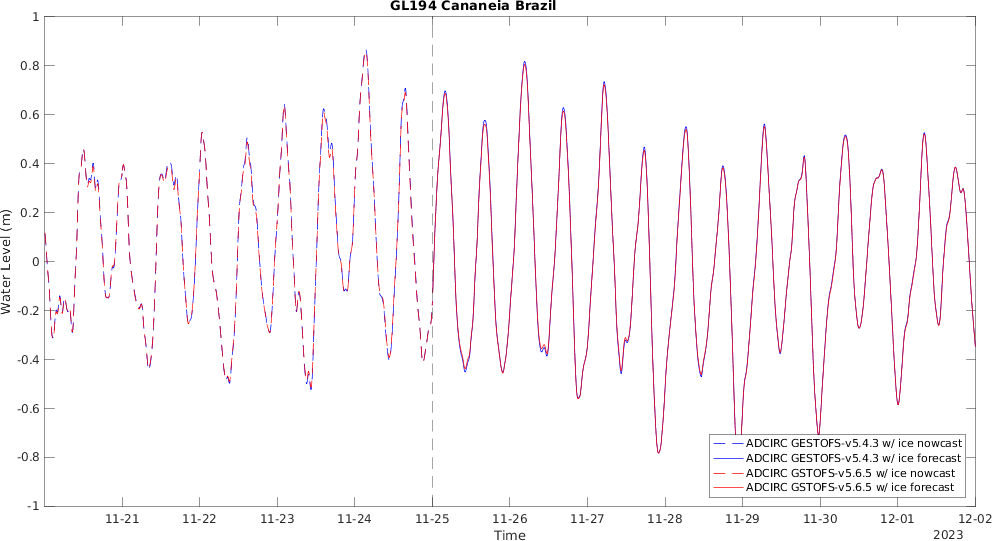 GL194 Cananeia Brazil
1
0.8
0.6
0.4
0.2
0
-0.2
-0.4
-0.6
-0.8
-1
Water Level (m)
ADCIRC GESTOFS-v5.4.3 w/ ice nowcast
ADCIRC GESTOFS-v5.4.3 w/ ice forecast
ADCIRC GSTOFS-v5.6.5 w/ ice nowcast
ADCIRC GSTOFS-v5.6.5 w/ ice forecast
11-21 11-22 11-23 11-24 11-25 11-26 11-27 11-28 11-29 11-30 12-01 12-02
Time
2023